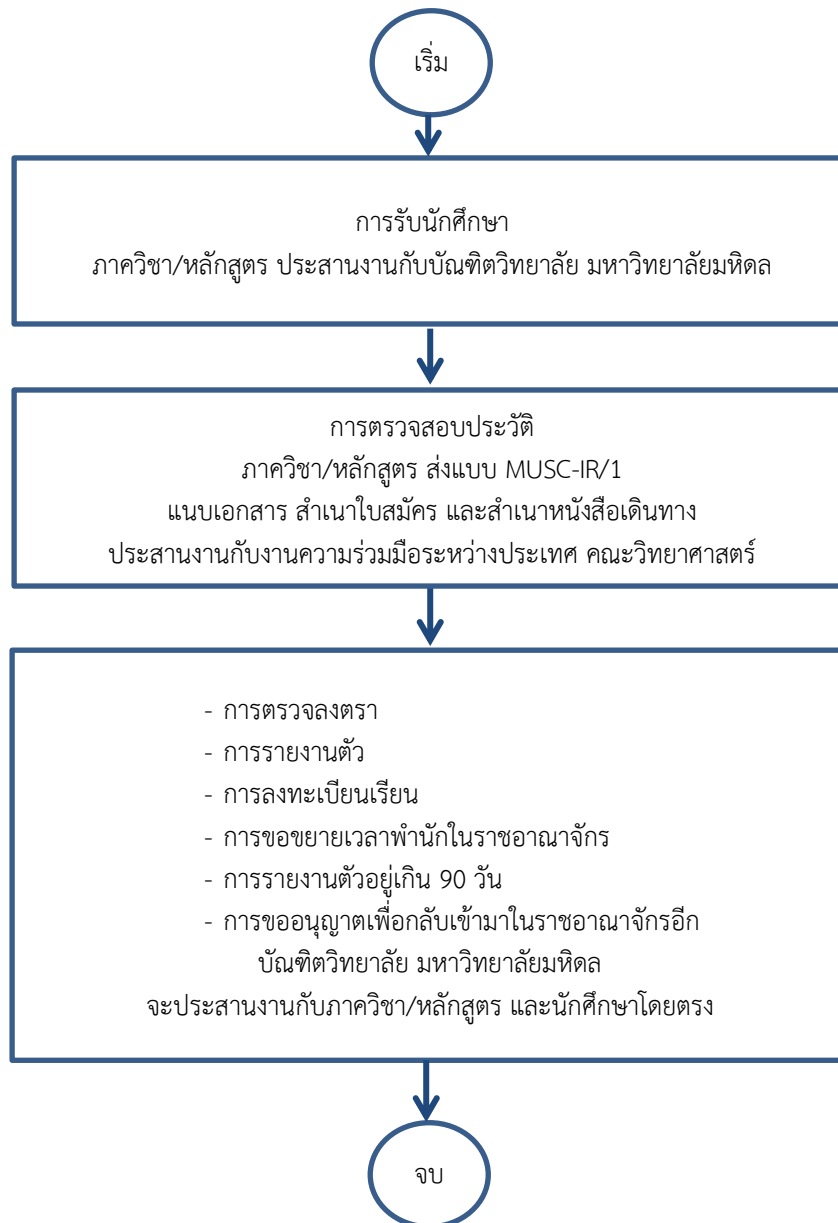 เริ่ม
การรับนักศึกษา
ภาควิชา/หลักสูตร ประสานงานกับบัณฑิตวิทยาลัย มหาวิทยาลัยมหิดล
การตรวจสอบประวัติ
ภาควิชา/หลักสูตร ส่งแบบ MUSC-IR/1
แนบเอกสาร สำเนาใบสมัคร และสำเนาหนังสือเดินทาง
ประสานงานกับงานความร่วมมือระหว่างประเทศ คณะวิทยาศาสตร์
- การตรวจลงตรา
- การรายงานตัว
- การลงทะเบียนเรียน
- การขอขยายเวลาพำนักในราชอาณาจักร
- การรายงานตัวอยู่เกิน 90 วัน
- การขออนุญาตเพื่อกลับเข้ามาในราชอาณาจักรอีก
บัณฑิตวิทยาลัย มหาวิทยาลัยมหิดล
จะประสานงานกับภาควิชา/หลักสูตร และนักศึกษาโดยตรง
จบ